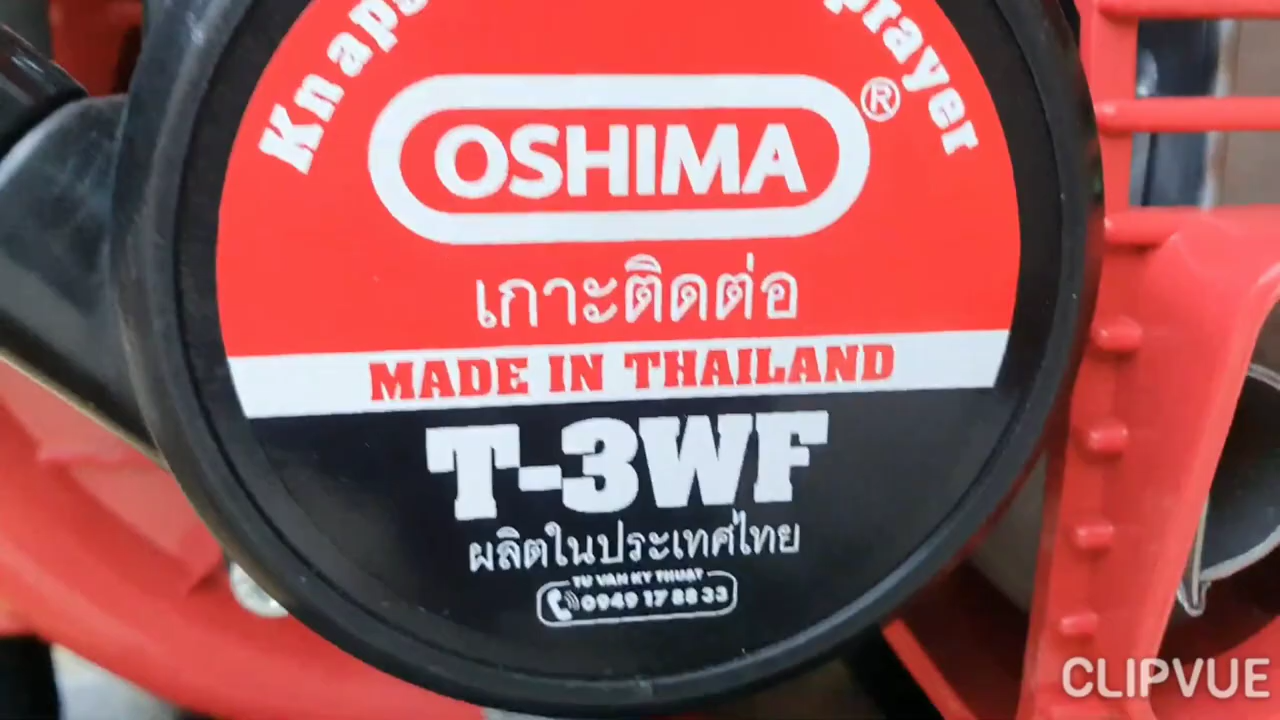 Knaps
prayer
OSHIMA ®
เกาะติดต่อ
MADE IN THAILAND
T-3WF
ผลิตในประเทศไทย
TU VAN KY THUAT
0949 17 88 33
CLIPVUE